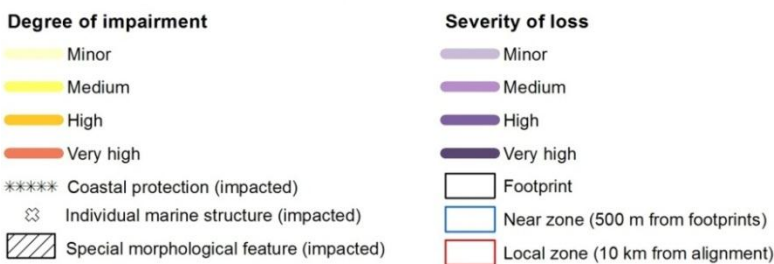 Degree of impairment
Minor
Medium
High
Very high
Coastal protection (impacted)
Individual marine structure (impacted)
Special morphological feature (impacted)
Severity of loss
Minor
Medium
High
Very high
Footprint
Near zone (500 m from footprints)
Local zone (10 km from alignment)